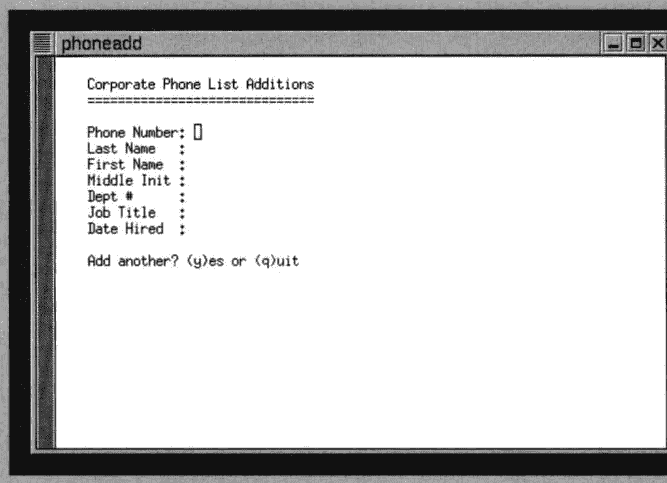 phoneadd
Corporate Phone List Additions
==============================
Phone Number:
Last Name   :
First Name  :
Middle Init :
Dept #      :
Job Title   :
Date Hired  :
Add another? (y)es or (q)uit